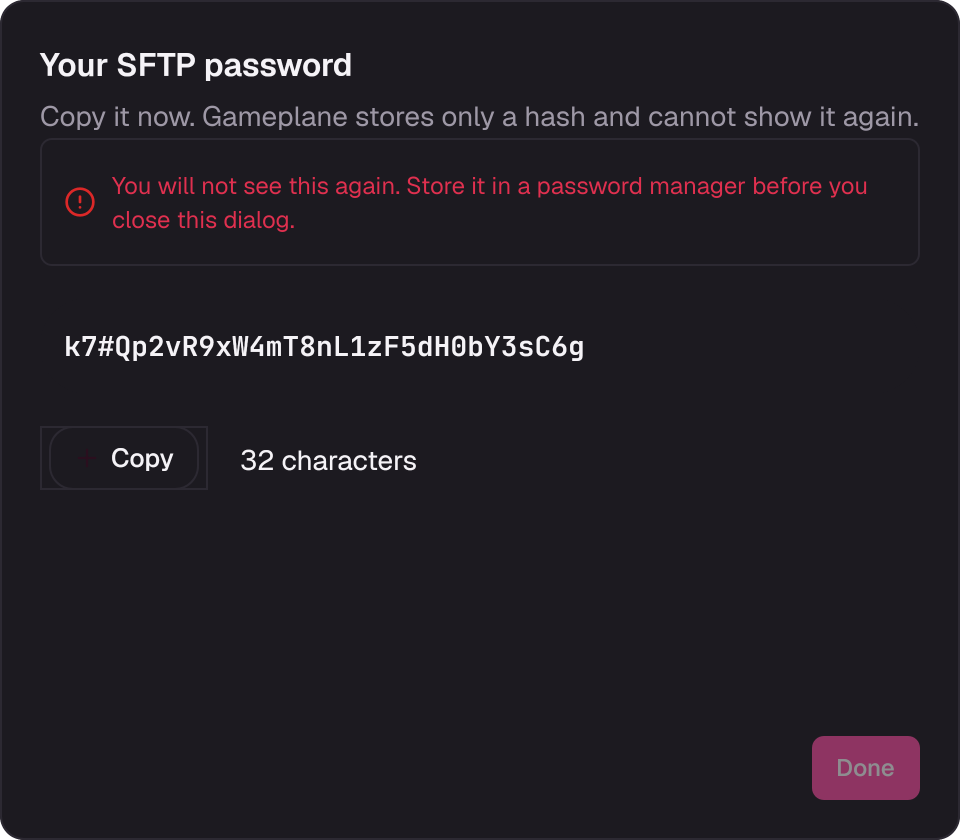 Your SFTP password
Copy it now. Gameplane stores only a hash and cannot show it again.
You will not see this again. Store it in a password manager before you
close this dialog.
k7#Qp2vR9xW4mT8nL1zF5dH0bY3sC6g
Copy
32 characters
Done